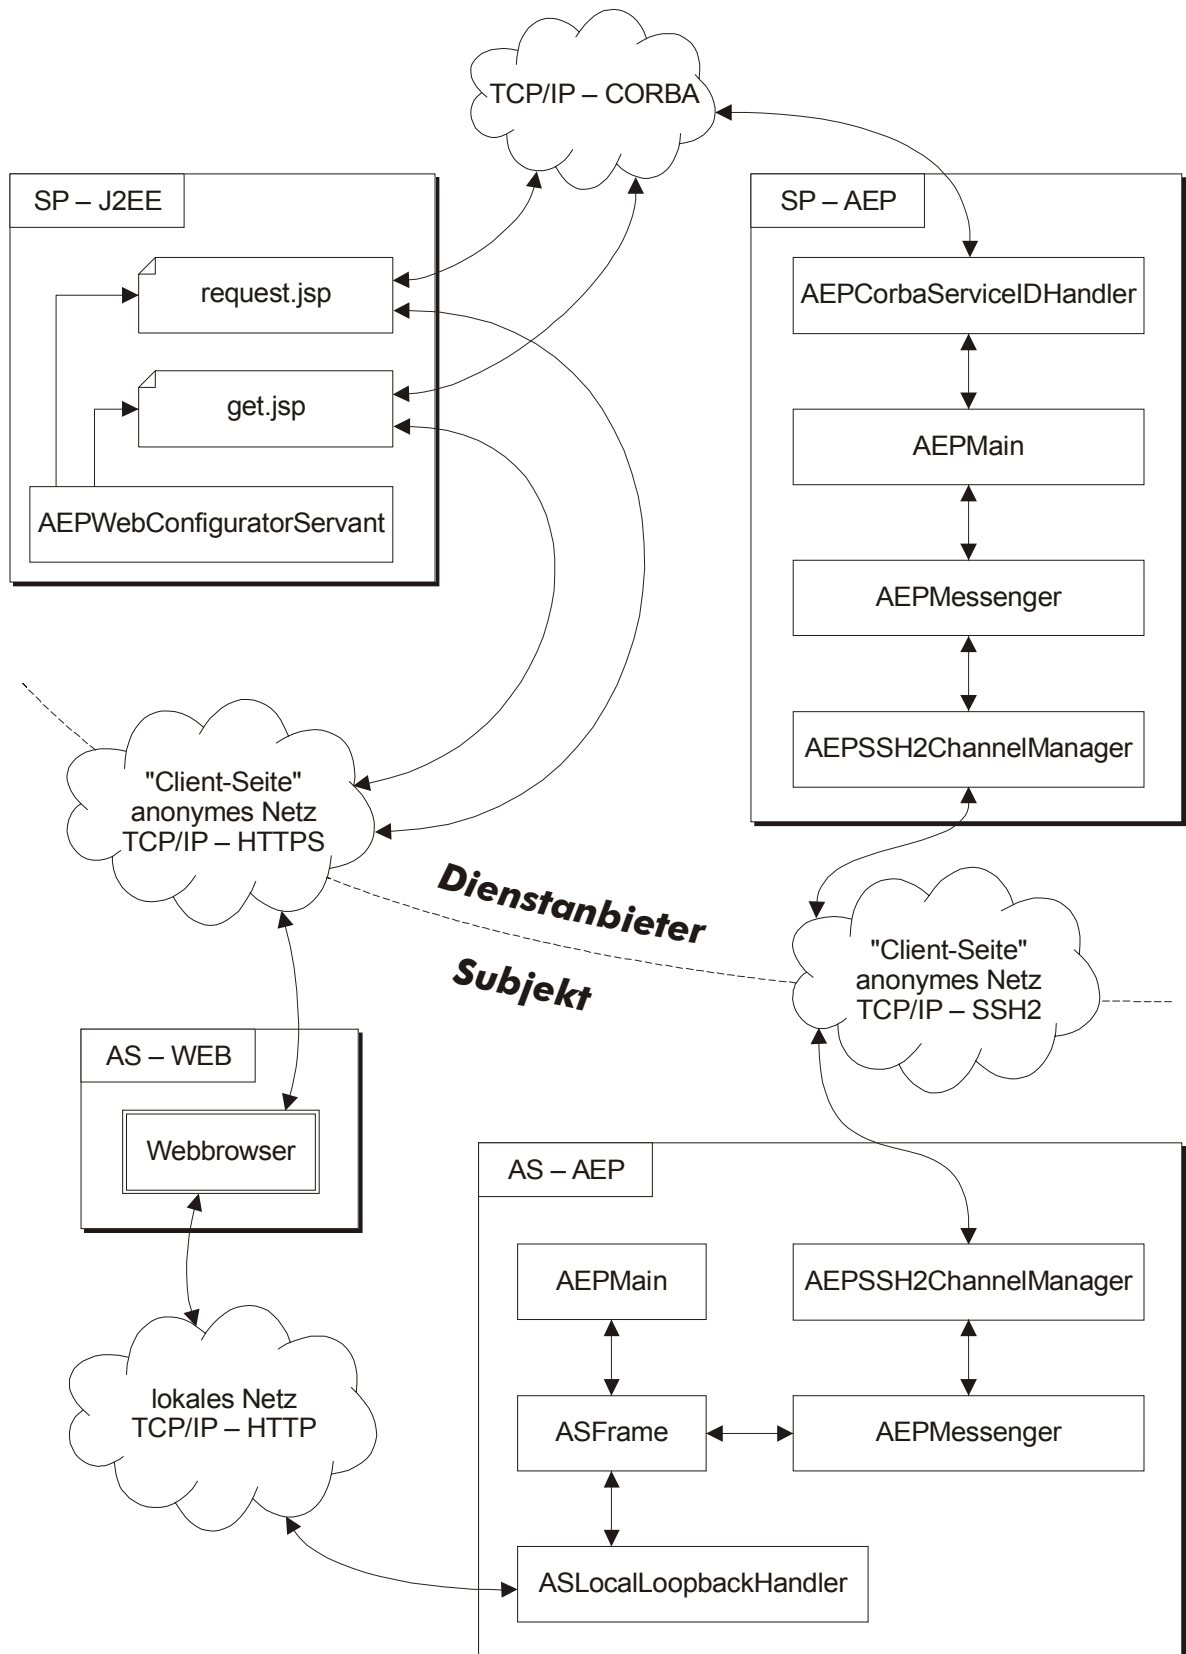 TCP/IP – CORBA
SP – J2EE
request.jsp
get.jsp
AEPWebConfiguratorServant
SP – AEP
AEPCorbaServiceIDHandler
AEPMain
AEPMessenger
AEPSSH2ChannelManager
"Client-Seite"
anonymes Netz
TCP/IP – HTTPS
Dienstanbieter
Subjekt
"Client-Seite"
anonymes Netz
TCP/IP – SSH2
AS – WEB
Webbrowser
lokales Netz
TCP/IP – HTTP
AS – AEP
AEPMain
AEPSSH2ChannelManager
ASFrame
AEPMessenger
ASLocalLoopbackHandler